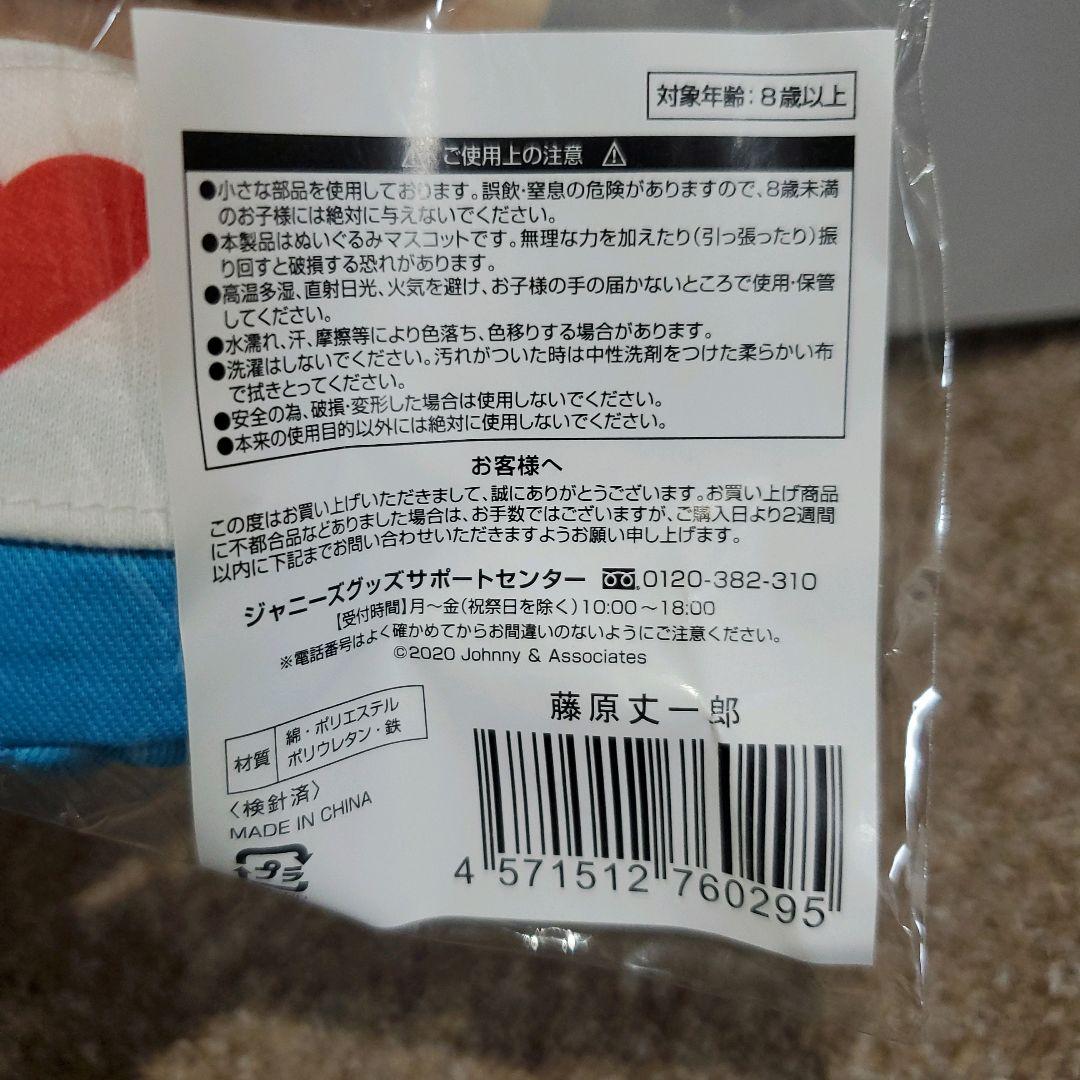 対象年齢:8歳以上
⚠ ご使用上の注意 ⚠
●小さな部品を使用しております。誤飲・窒息の危険がありますので、8歳未満
のお子様には絶対に与えないでください。
●本製品はぬいぐるみマスコットです。無理な力を加えたり(引っ張ったり)振
り回すと破損する恐れがあります。
●高温多湿、直射日光、火気を避け、お子様の手の届かないところで使用・保管
してください。
●水濡れ、汗、摩擦等により色落ち、色移りする場合があります。
●洗濯はしないでください。汚れがついた時は中性洗剤をつけた柔らかい布
で拭きとってください。
●安全の為、破損・変形した場合は使用しないでください。
●本来の使用目的以外には絶対に使用しないでください。
お客様へ
この度はお買い上げいただきまして、誠にありがとうございます。お買い上げ商品
に不都合品などありました場合は、お手数ではございますが、ご購入日より2週間
以内に下記までお問い合わせいただきますようお願い申し上げます。
ジャニーズグッズサポートセンター 0120-382-310
【受付時間】月〜金(祝祭日を除く)10:00〜18:00
※電話番号はよく確かめてからお間違いのないようにご注意ください。
©2020 Johnny & Associates
藤原丈一郎
材質
綿・ポリエステル
ポリウレタン・鉄
〈検針済〉
MADE IN CHINA
プラ
4 571512 760295